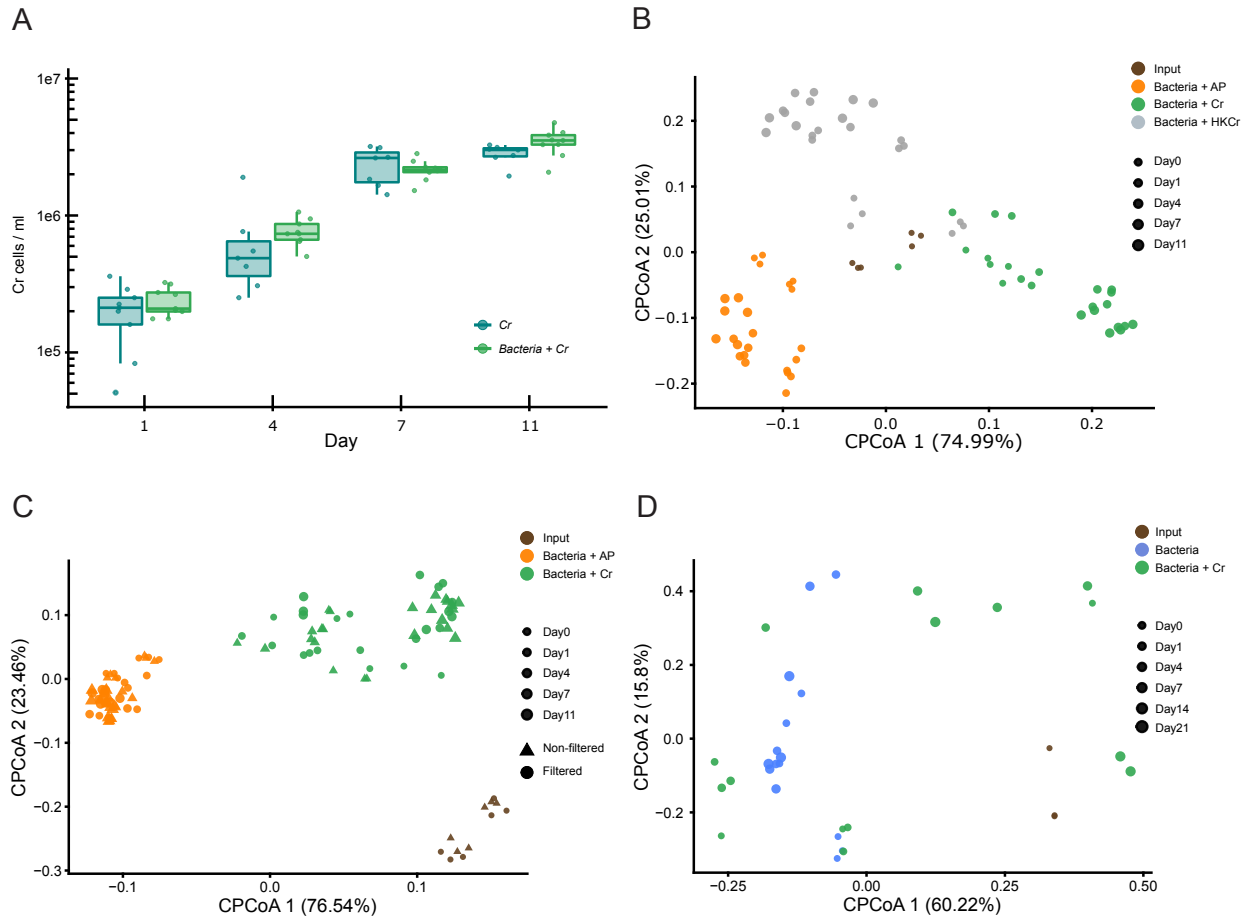 A
1e7
1e6
1e5
Cr cells / ml
Cr
Bacteria + Cr
1 4 7 11
Day
B
Input
Bacteria + AP
Bacteria + Cr
Bacteria + HKCr
Day0
Day1
Day4
Day7
Day11
0.2
0.1
0.0
−0.1
−0.2
CPCoA 2 (25.01%)
−0.1 0.0 0.1 0.2
CPCoA 1 (74.99%)
C
Input
Bacteria + AP
Bacteria + Cr
Day0
Day1
Day4
Day7
Day11
Non-filtered
Filtered
0.1
0.0
−0.1
−0.2
−0.3
CPCoA 2 (23.46%)
−0.1 0.0 0.1
CPCoA 1 (76.54%)
D
Input
Bacteria
Bacteria + Cr
Day0
Day1
Day4
Day7
Day14
Day21
0.4
0.2
0.0
−0.2
CPCoA 2 (15.8%)
−0.25 0.00 0.25 0.50
CPCoA 1 (60.22%)